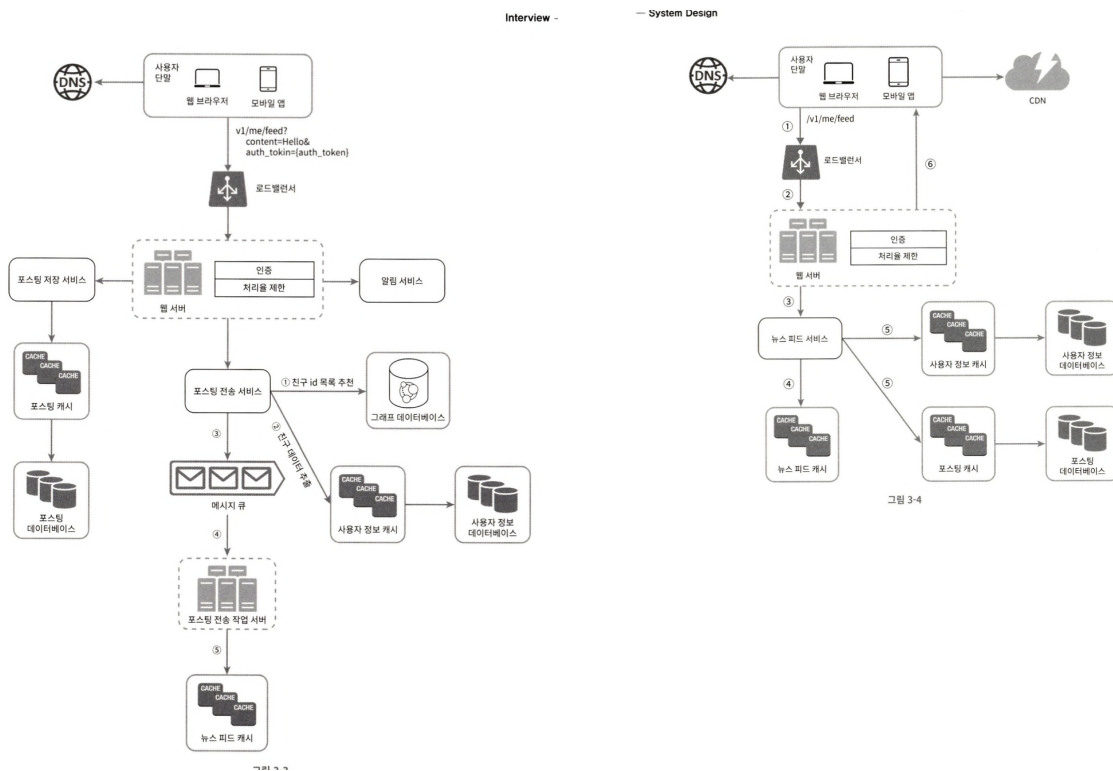 Interview -
DNS
사용자
단말
웹 브라우저
모바일 앱
v1/me/feed?
content=Hello&
auth_tokin={auth_token}
로드밸런서
포스팅 저장 서비스
인증
처리율 제한
웹 서버
알림 서비스
CACHE
CACHE
CACHE
포스팅 캐시
포스팅
데이터베이스
포스팅 전송 서비스
① 친구 id 목록 추천
그래프 데이터베이스
② 친구 데이터 추출
③
메시지 큐
CACHE
CACHE
CACHE
사용자 정보 캐시
사용자 정보
데이터베이스
④
포스팅 전송 작업 서버
⑤
CACHE
CACHE
CACHE
뉴스 피드 캐시
— System Design
DNS
사용자
단말
웹 브라우저
모바일 앱
CDN
①
/v1/me/feed
로드밸런서
②
⑥
인증
처리율 제한
웹 서버
③
뉴스 피드 서비스
⑤
CACHE
CACHE
CACHE
사용자 정보 캐시
사용자 정보
데이터베이스
④
⑤
CACHE
CACHE
CACHE
뉴스 피드 캐시
CACHE
CACHE
CACHE
포스팅 캐시
포스팅
데이터베이스
그림 3-4